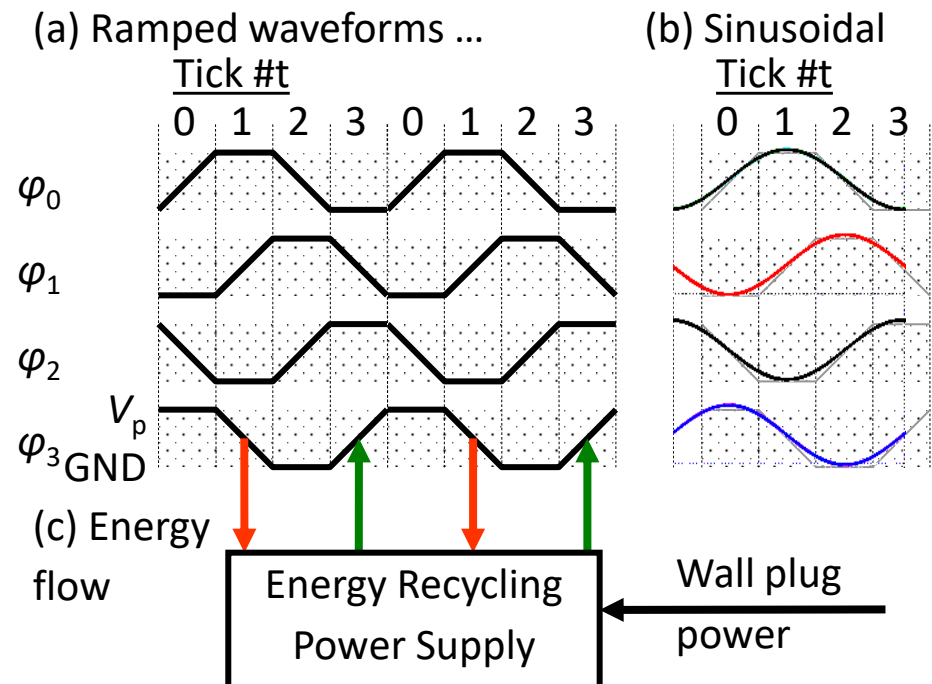 (a) Ramped waveforms …
(b) Sinusoidal
Tick #t
Tick #t
0 1 2 3 0 1 2 3
0 1 2 3
φ0
φ1
φ2
Vp
φ3
GND
(c) Energy
flow
Energy Recycling
Power Supply
Wall plug
power